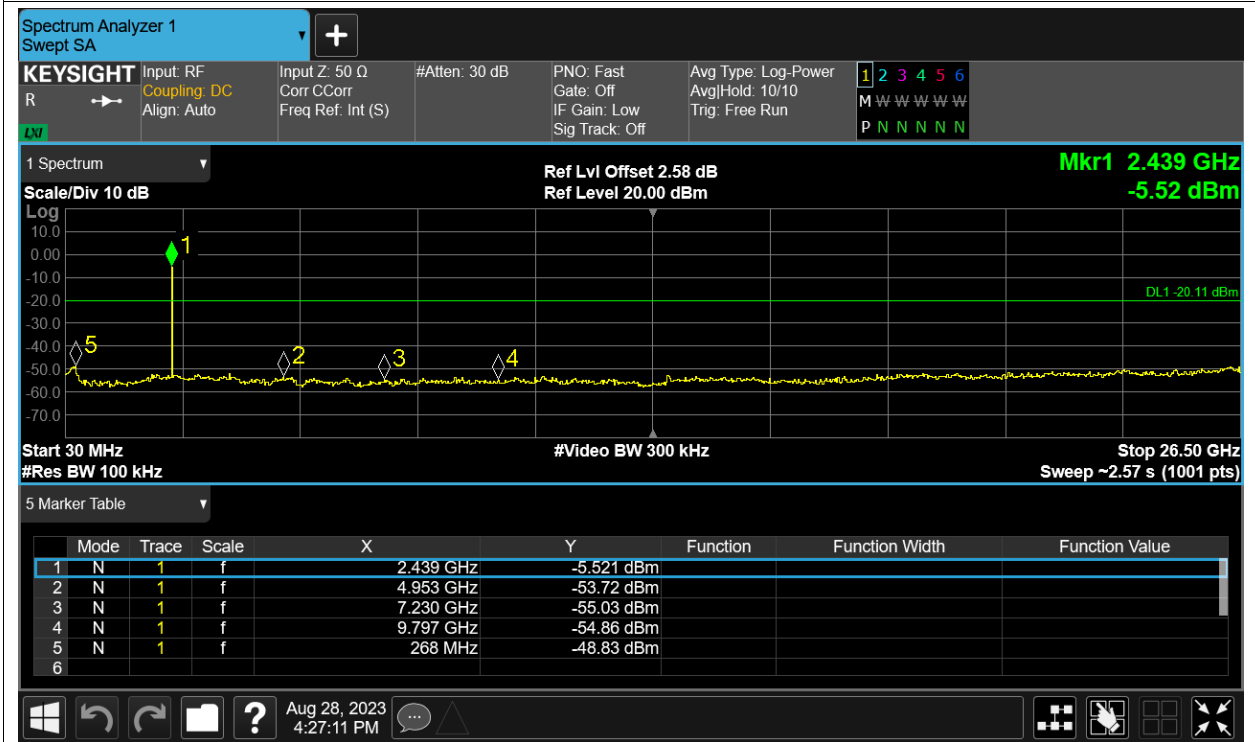 Spectrum Analyzer 1
Swept SA
+
KEYSIGHT
R
LXI
Input: RF
Coupling: DC
Align: Auto
Input Z: 50 Ω
Corr CCorr
Freq Ref: Int (S)
#Atten: 30 dB
PNO: Fast
Gate: Off
IF Gain: Low
Sig Track: Off
Avg Type: Log-Power
Avg|Hold: 10/10
Trig: Free Run
1 2 3 4 5 6
M W W W W W
P N N N N N
1 Spectrum
Scale/Div 10 dB
Ref Lvl Offset 2.58 dB
Ref Level 20.00 dBm
Mkr1 2.439 GHz
-5.52 dBm
Log
10.0
0.00
-10.0
-20.0
-30.0
-40.0
-50.0
-60.0
-70.0
1
DL1 -20.11 dBm
5
2
3
4
Start 30 MHz
#Video BW 300 kHz
Stop 26.50 GHz
#Res BW 100 kHz
Sweep ~2.57 s (1001 pts)
5 Marker Table
Mode Trace Scale X Y Function Function Width Function Value
1 N 1 f 2.439 GHz -5.521 dBm
2 N 1 f 4.953 GHz -53.72 dBm
3 N 1 f 7.230 GHz -55.03 dBm
4 N 1 f 9.797 GHz -54.86 dBm
5 N 1 f 268 MHz -48.83 dBm
6
?
Aug 28, 2023
4:27:11 PM